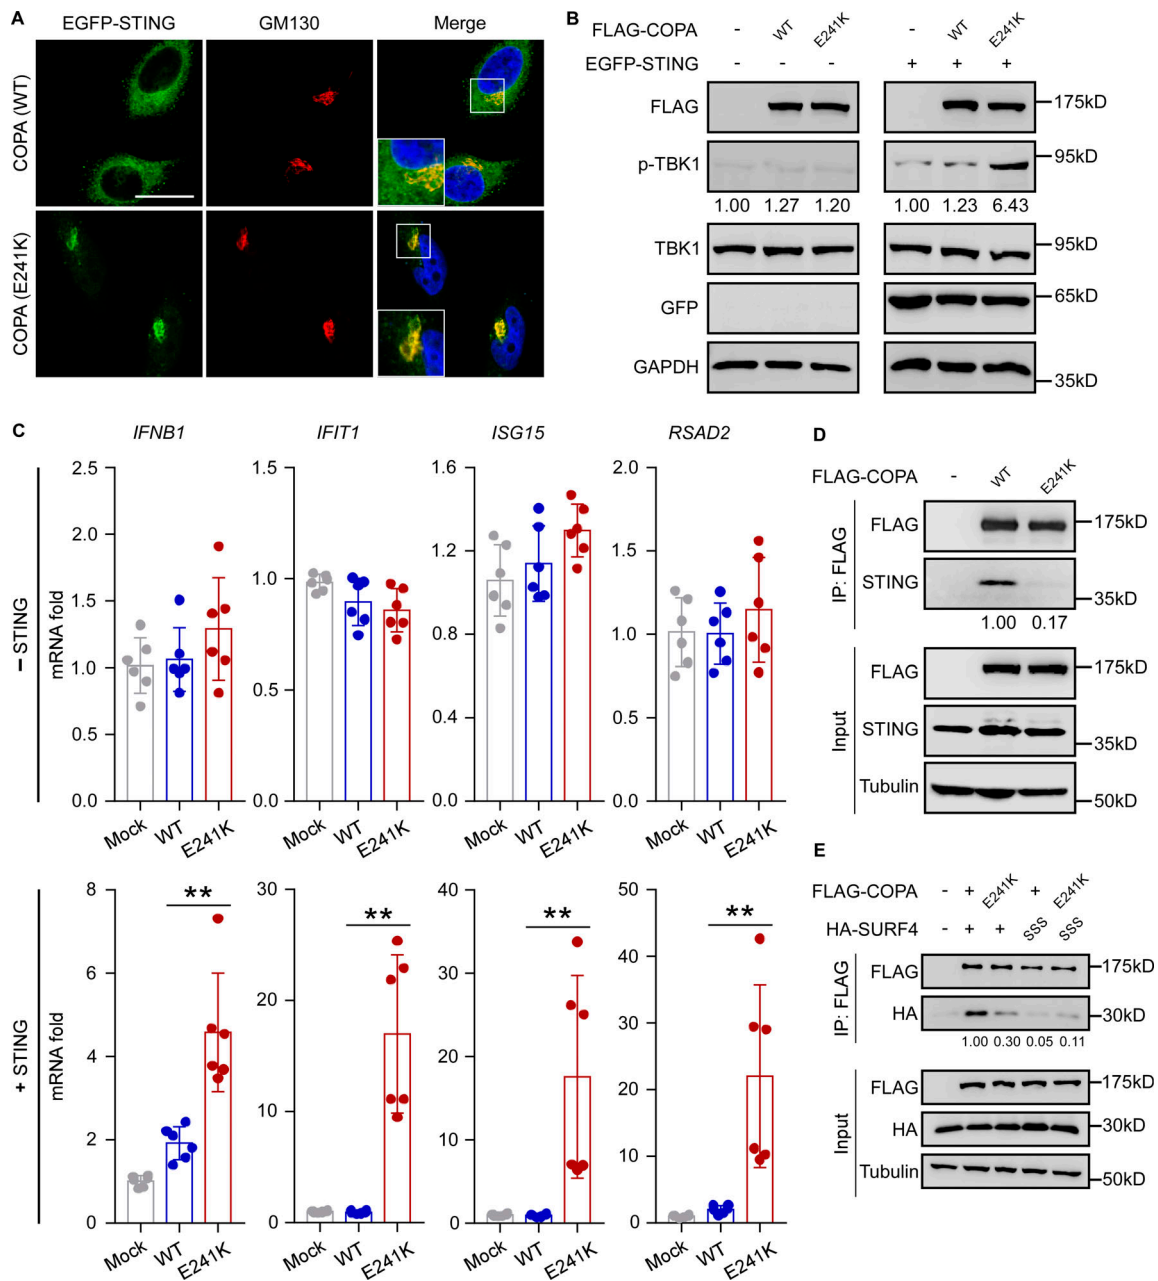 A
EGFP-STING GM130 Merge
COPA (WT)
COPA (E241K)
B
FLAG-COPA - WT E241K - WT E241K
EGFP-STING - - - + + +
FLAG 175kD
p-TBK1 95kD
1.00 1.27 1.20 1.00 1.23 6.43
TBK1 95kD
GFP 65kD
GAPDH 35kD
C
IFNB1 IFIT1 ISG15 RSAD2
– STING
mRNA fold
2.5
2.0
1.5
1.0
0.5
0.0
Mock WT E241K
1.5
1.0
0.5
0.0
Mock WT E241K
1.6
1.2
0.8
0.4
0.0
Mock WT E241K
2.0
1.5
1.0
0.5
0.0
Mock WT E241K
+ STING
mRNA fold
8
6
4
2
0
**
Mock WT E241K
30
20
10
0
**
Mock WT E241K
40
30
20
10
0
**
Mock WT E241K
50
40
30
20
10
0
**
Mock WT E241K
D
FLAG-COPA - WT E241K
IP: FLAG
FLAG 175kD
STING 35kD
1.00 0.17
Input
FLAG 175kD
STING 35kD
Tubulin 50kD
E
FLAG-COPA - + E241K + E241K
HA-SURF4 - + + SSS SSS
IP: FLAG
FLAG 175kD
HA 30kD
1.00 0.30 0.05 0.11
Input
FLAG 175kD
HA 30kD
Tubulin 50kD